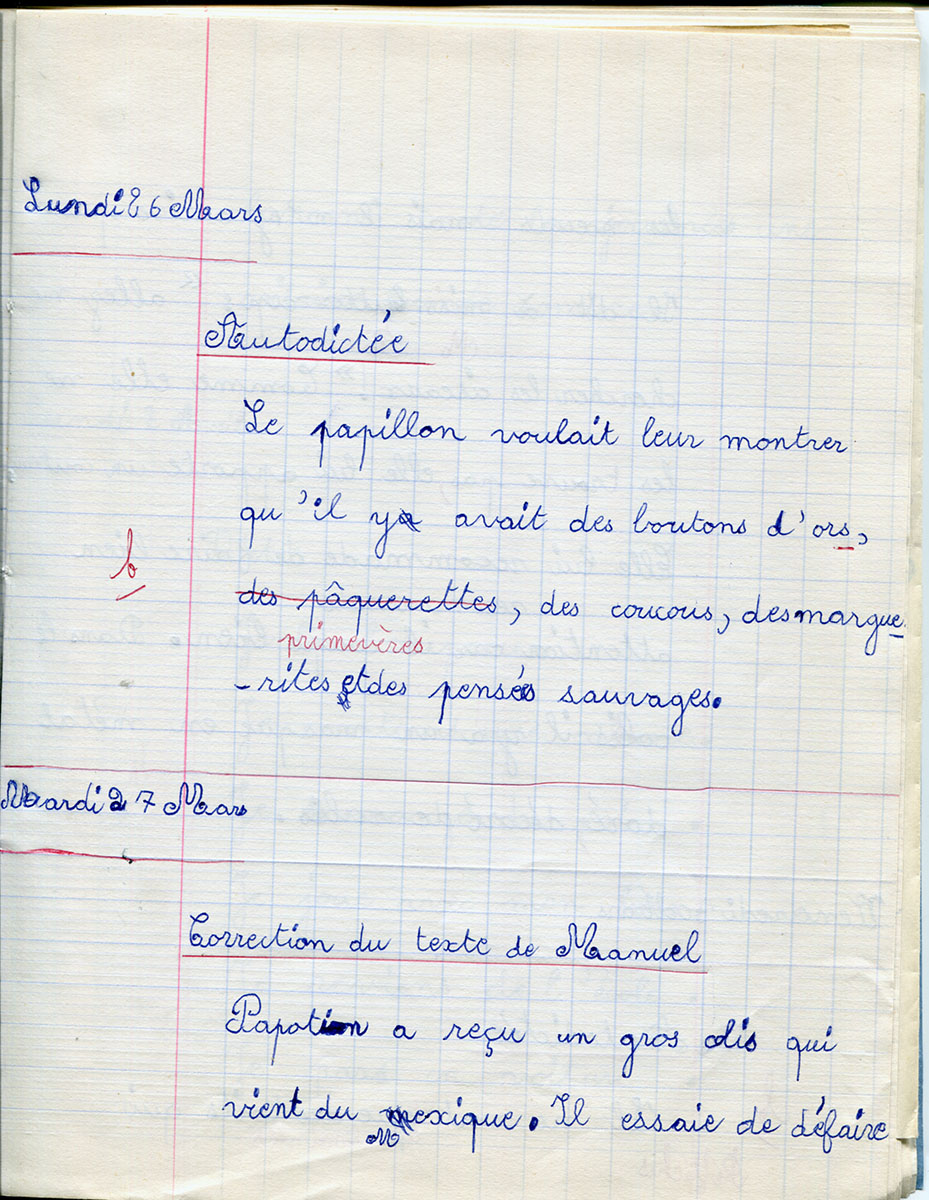 Lundi 26 Mars
Autodictée
Le papillon voulait leur montrer
qu'il y avait des boutons d'ors,
b
des pâquerettes, des coucous, des margue
primevères
-rites et des pensées sauvages.
Mardi 27 Mars
Correction du texte de Manuel
Papotin a reçu un gros dis qui
vient du mexique. Il essaie de défaire
M